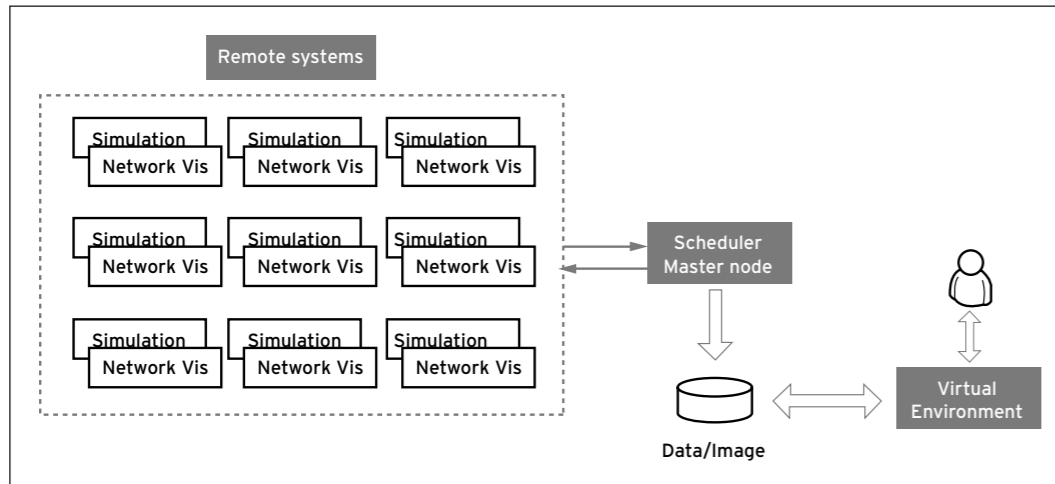 Remote systems
Simulation
Network Vis
Simulation
Network Vis
Simulation
Network Vis
Simulation
Network Vis
Simulation
Network Vis
Simulation
Network Vis
Simulation
Network Vis
Simulation
Network Vis
Simulation
Network Vis
Scheduler
Master node
Data/Image
Virtual
Environment